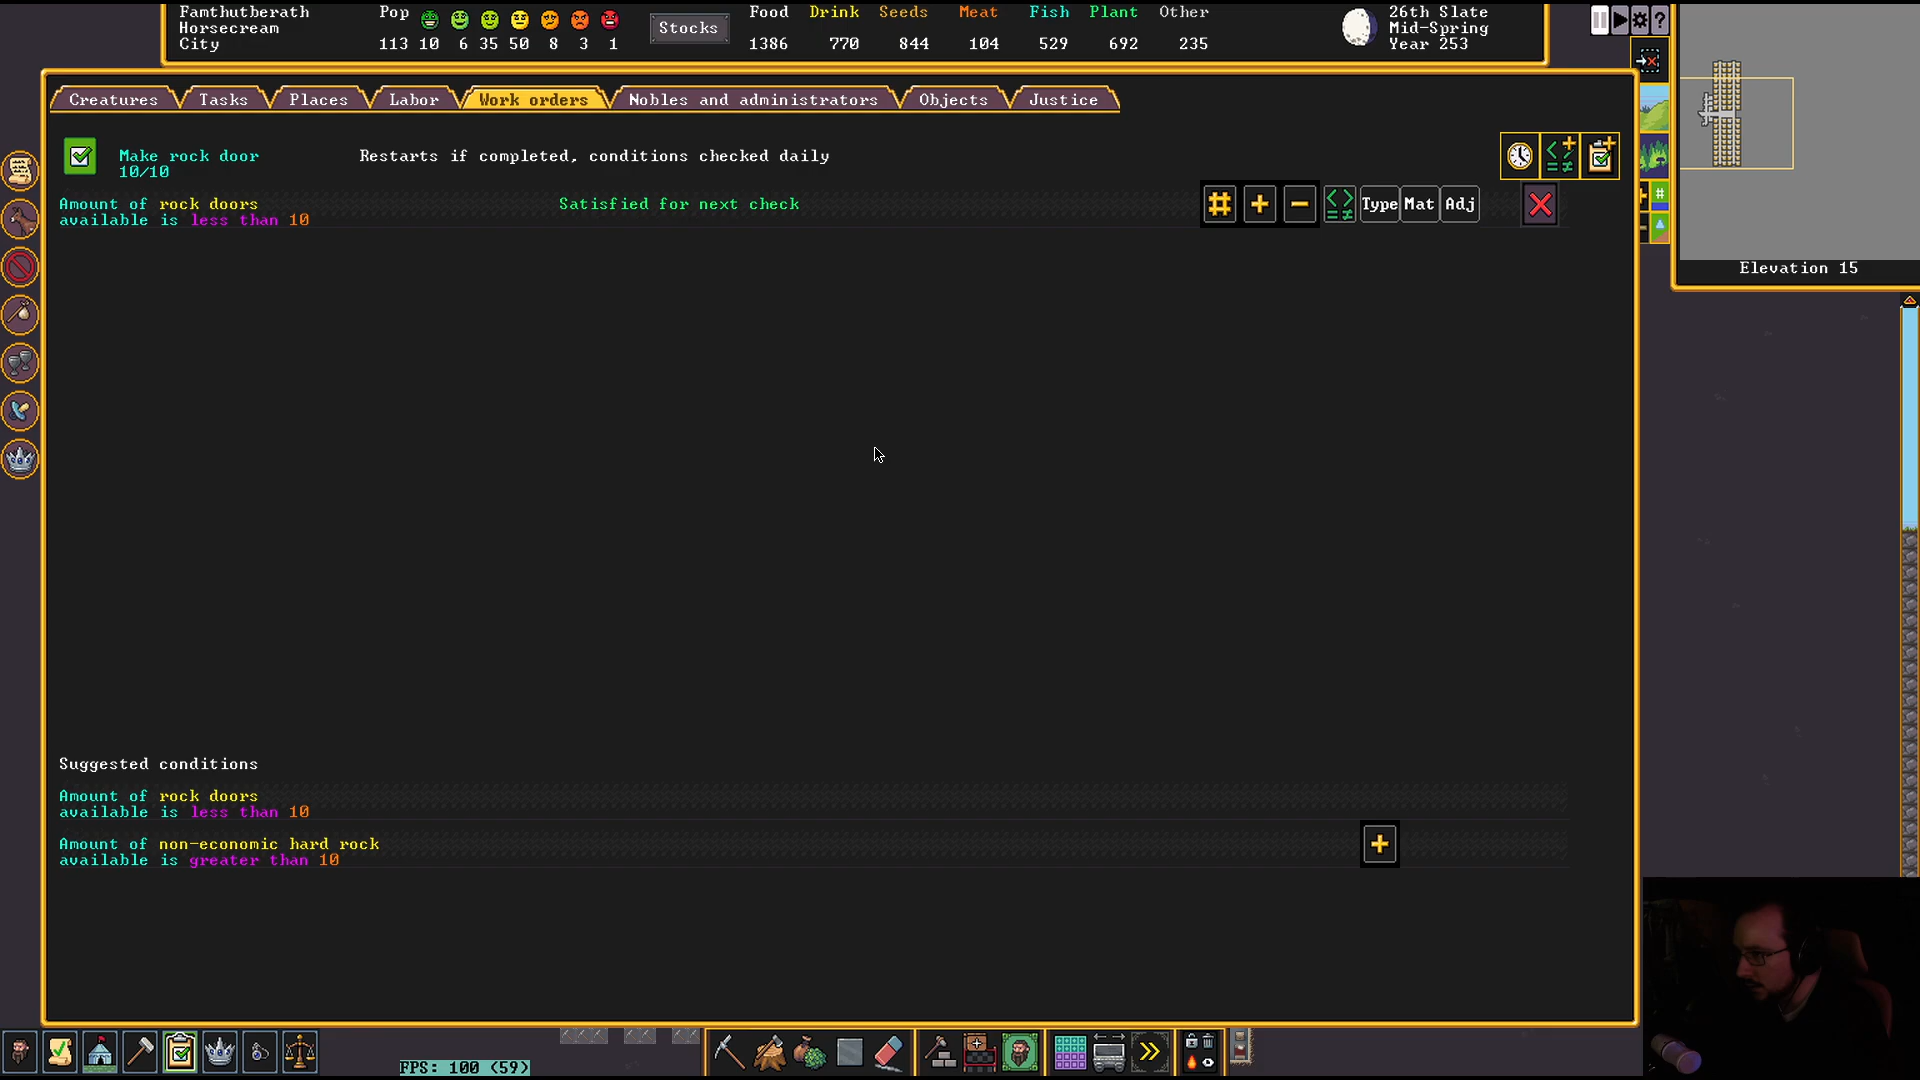 Famthutberath
Horsecream
City
Pop
113 10 6 35 50 8 3 1
Stocks
Food Drink Seeds Meat Fish Plant Other
1386 770 844 104 529 692 235
26th Slate
Mid-Spring
Year 253
Creatures Tasks Places Labor Work orders Nobles and administrators Objects Justice
Make rock door
10/10
Restarts if completed, conditions checked daily
Amount of rock doors
available is less than 10
Satisfied for next check
Type Mat Adj
Elevation 15
Suggested conditions
Amount of rock doors
available is less than 10
Amount of non-economic hard rock
available is greater than 10
FPS: 100 (59)